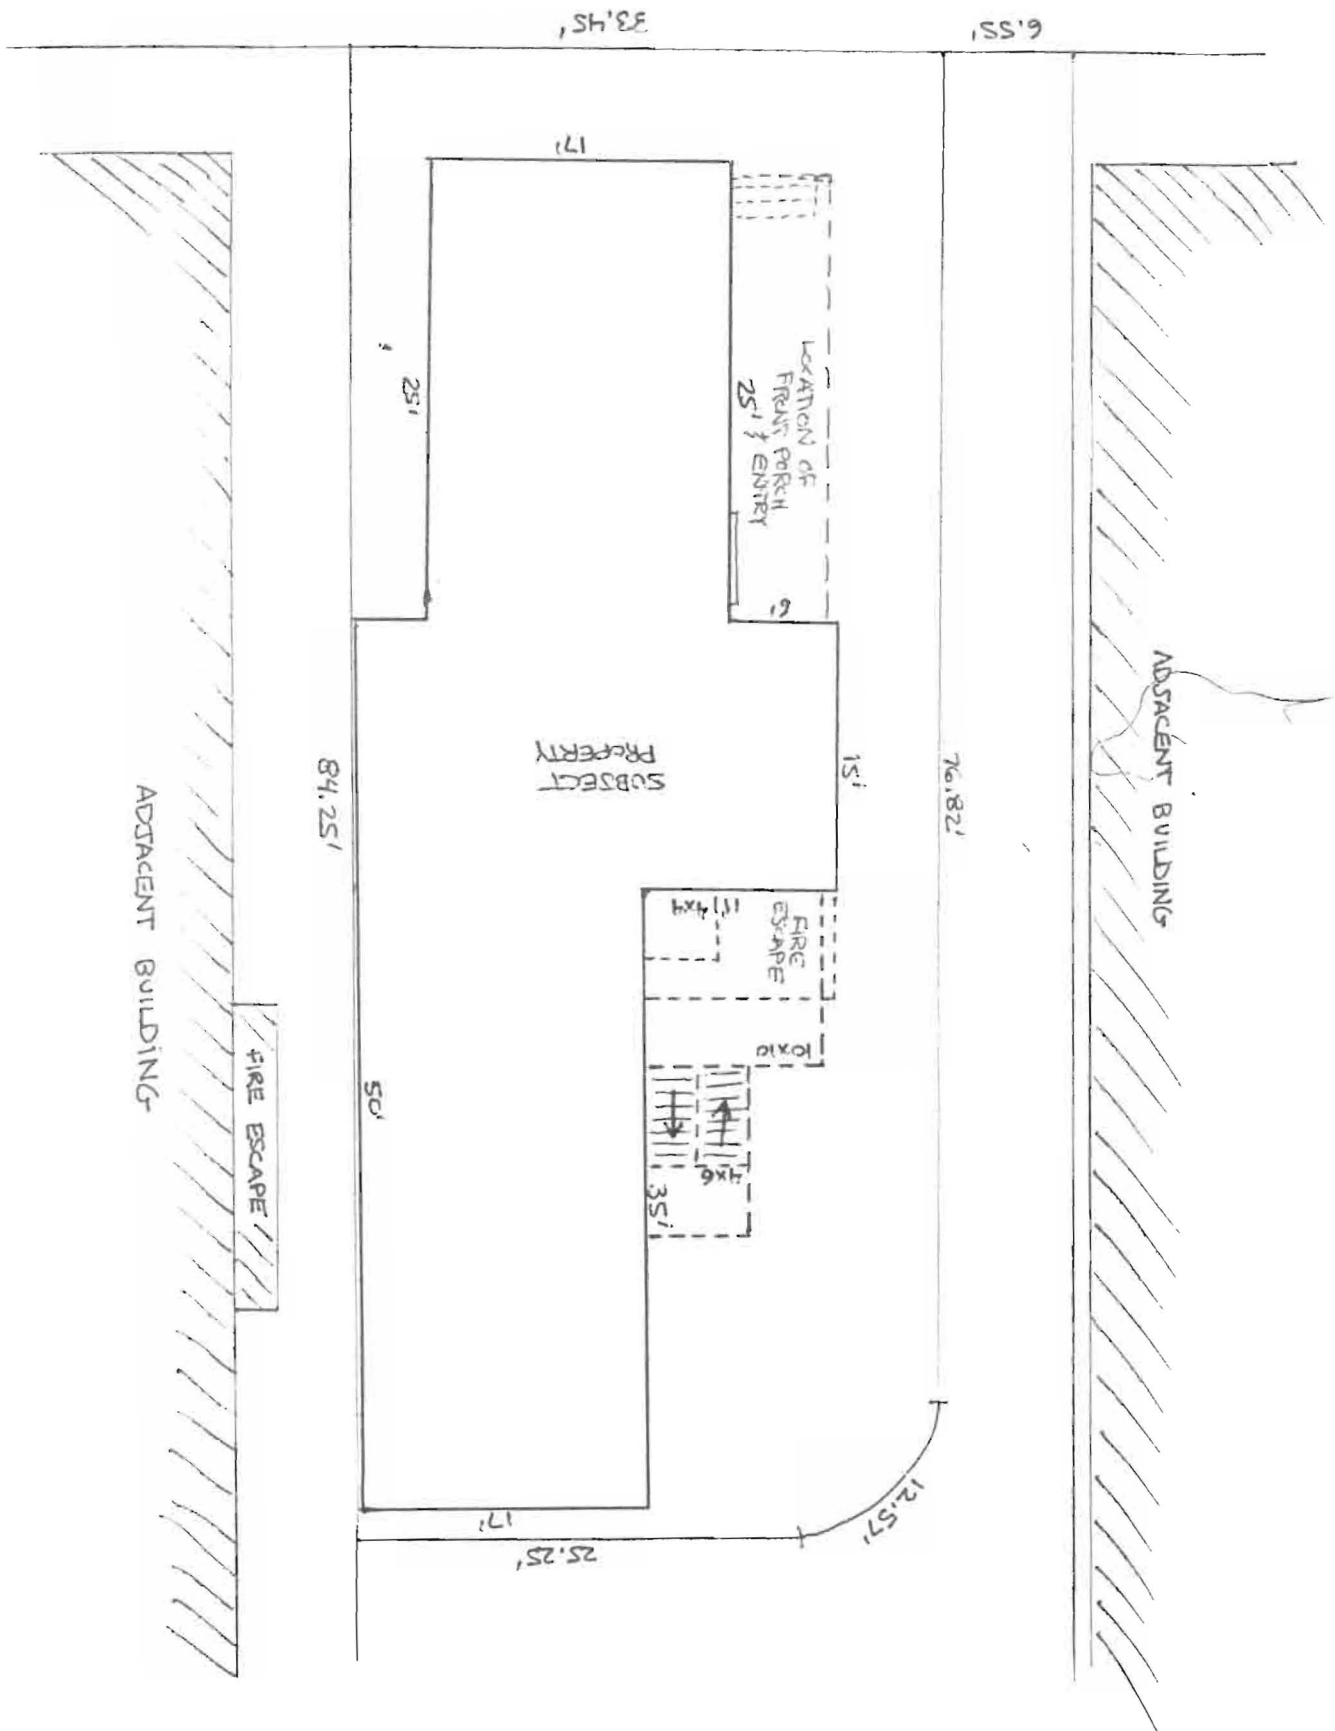 33.45'
6.55'
17'
25'
LOCATION OF
FRONT PORCH
25' & ENTRY
6'
SUBJECT
PROPERTY
15'
76.82'
84.25'
ADJACENT BUILDING
ADJACENT BUILDING
11'
4x4
FIRE
ESCAPE
10x10
4x6
35'
50'
FIRE ESCAPE
17'
25.25'
12.57'